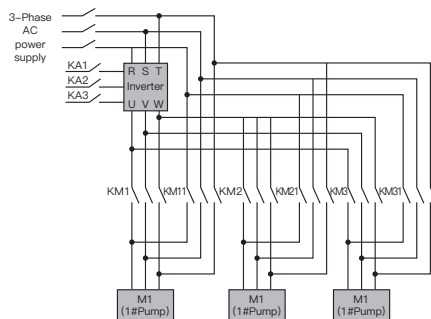 3-Phase
AC
power
supply
KA1
KA2
KA3
R S T
Inverter
U V W
KM1
KM11
KM2
KM21
KM3
KM31
M1
(1#Pump)
M1
(1#Pump)
M1
(1#Pump)